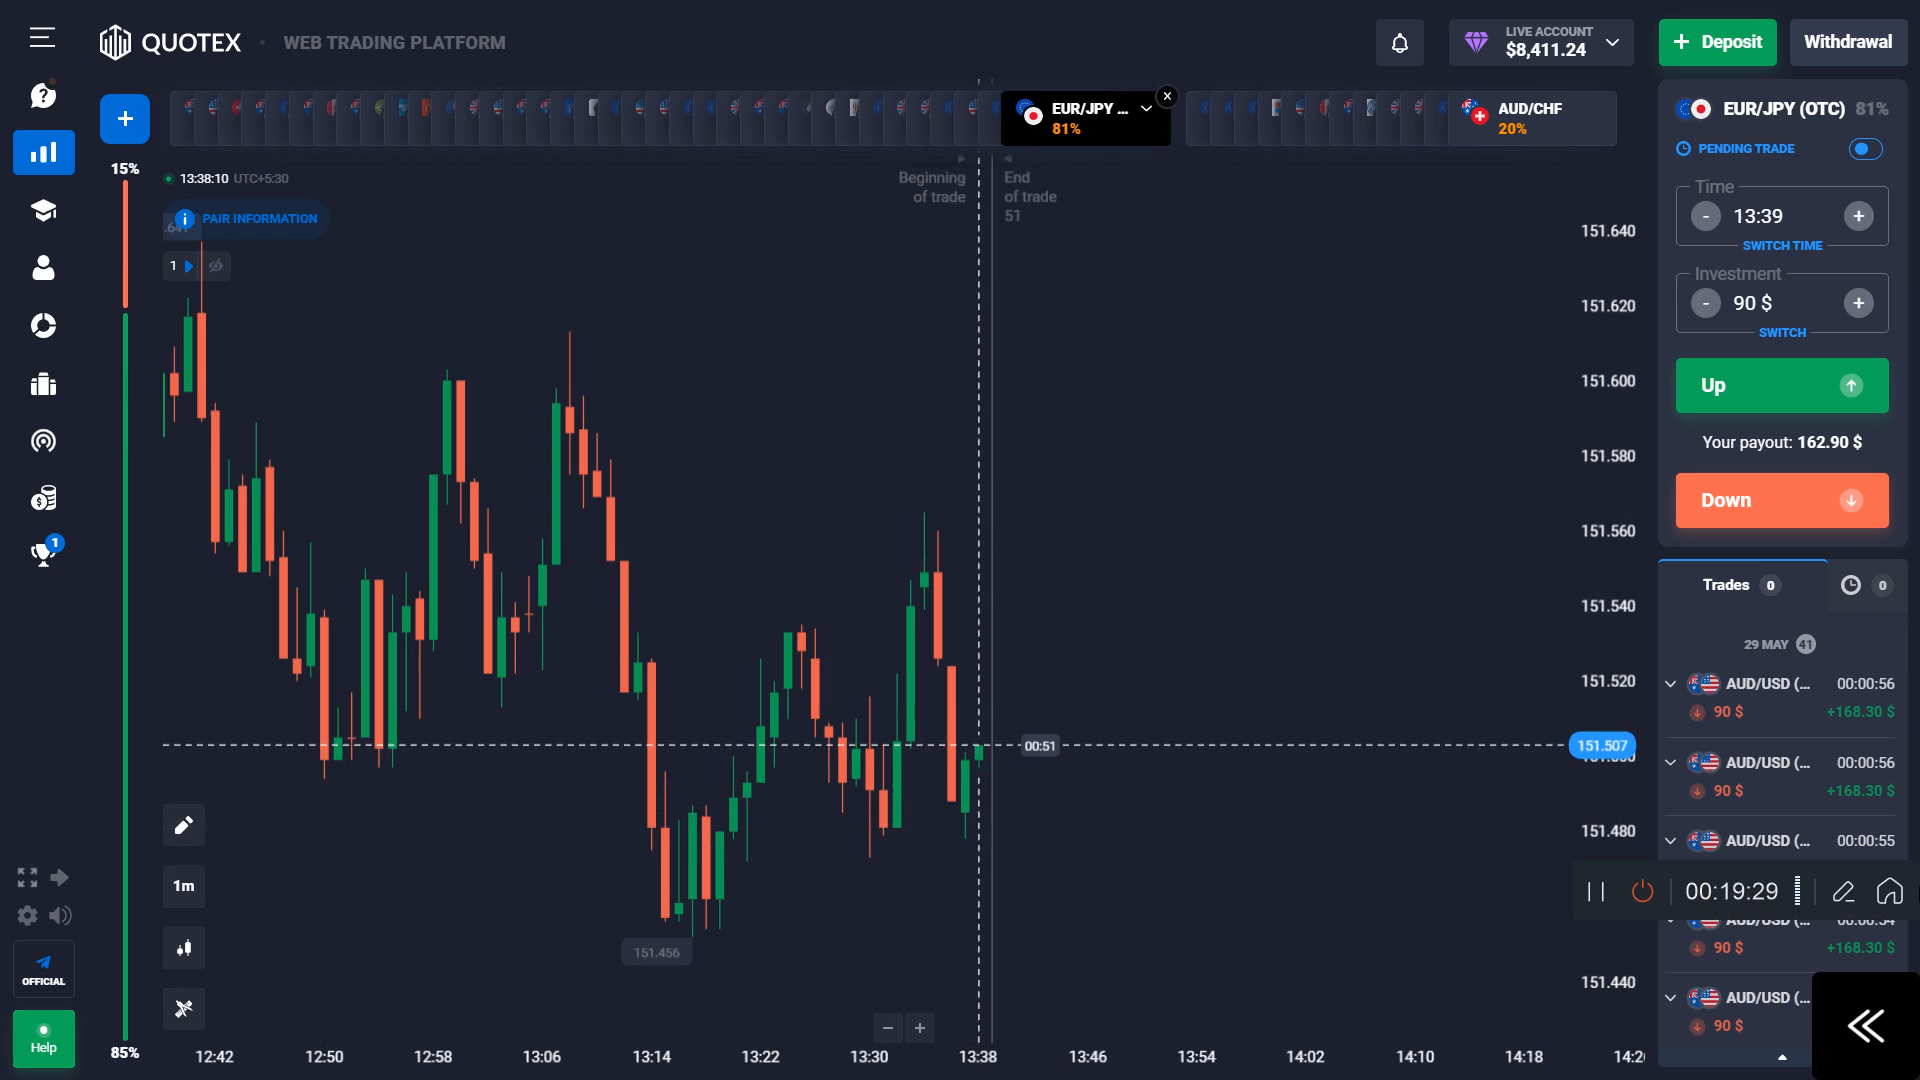 QUOTEX
WEB TRADING PLATFORM
LIVE ACCOUNT
$8,411.24
+ Deposit
Withdrawal
+
EUR/JPY ...
81%
AUD/CHF
20%
15%
13:38:10 UTC+5:30
PAIR INFORMATION
1
Beginning
of trade
End
of trade
51
151.640
151.620
151.600
151.580
151.560
151.540
151.520
151.507
151.480
151.440
00:51
151.456
1m
12:42
12:50
12:58
13:06
13:14
13:22
13:30
13:38
13:46
13:54
14:02
14:10
14:18
85%
1
OFFICIAL
Help
EUR/JPY (OTC) 81%
PENDING TRADE
Time
- 13:39 +
SWITCH TIME
Investment
- 90 $ +
SWITCH
Up
Your payout: 162.90 $
Down
Trades 0
0
29 MAY 41
AUD/USD (... 00:00:56
90 $ +168.30 $
AUD/USD (... 00:00:56
90 $ +168.30 $
AUD/USD (... 00:00:55
00:19:29
90 $ +168.30 $
AUD/USD (...
90 $